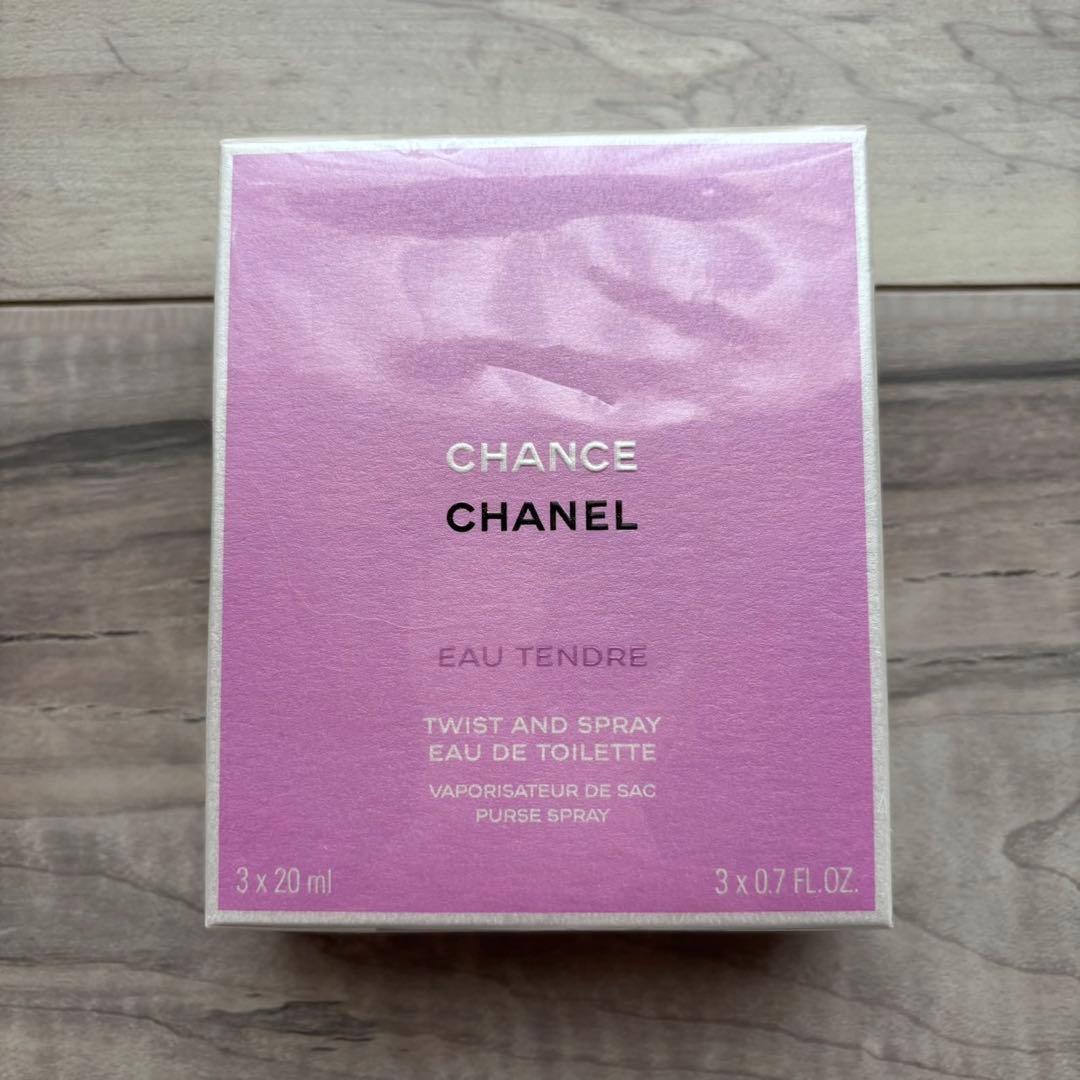 CHANCE
CHANEL
EAU TENDRE
TWIST AND SPRAY
EAU DE TOILETTE
VAPORISATEUR DE SAC
PURSE SPRAY
3 x 20 ml
3 x 0.7 FL.OZ.